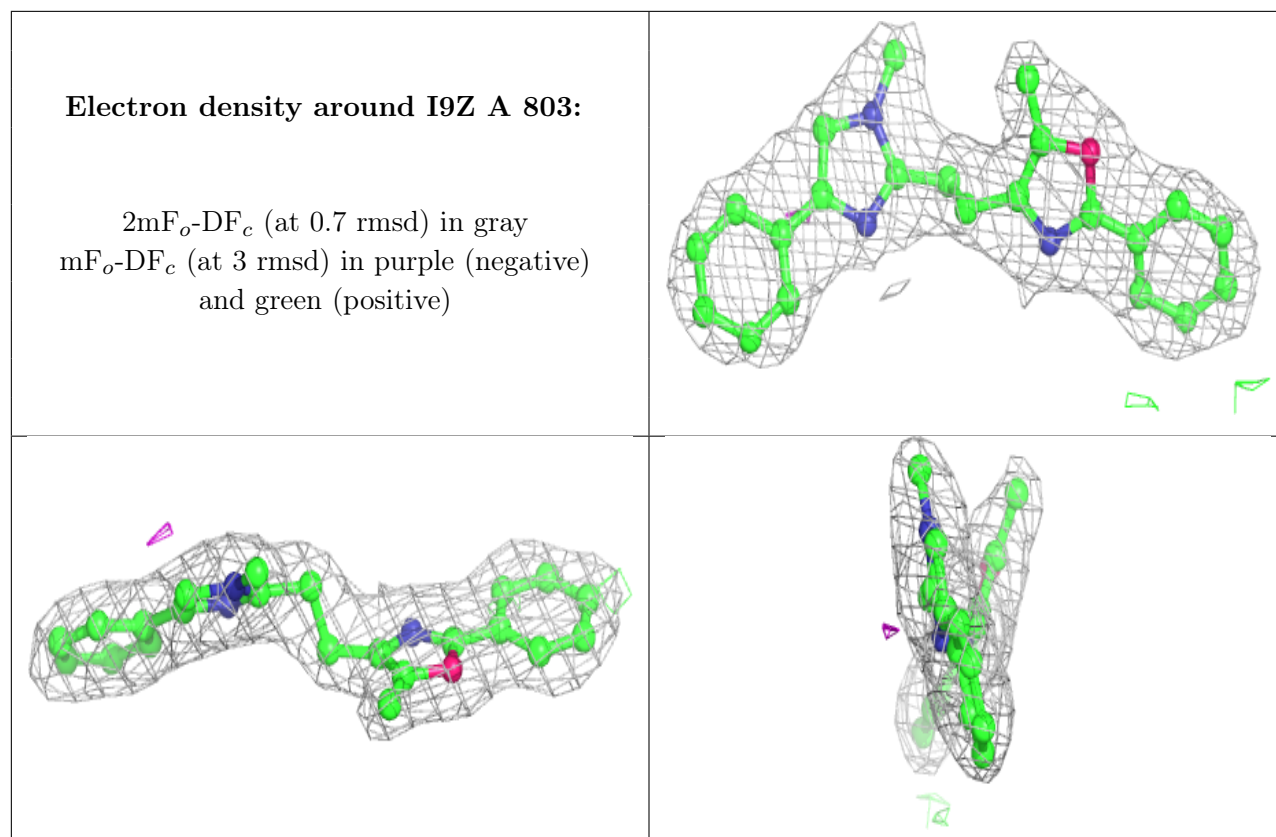 Electron density around I9Z A 803:
2mFₒ-DF𝒸 (at 0.7 rmsd) in gray
mFₒ-DF𝒸 (at 3 rmsd) in purple (negative)
and green (positive)